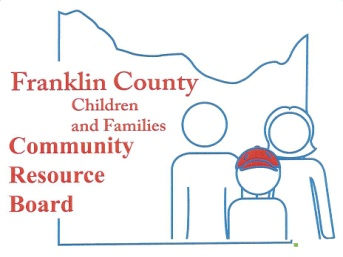 Franklin County
Children
and Families
Community
Resource
Board